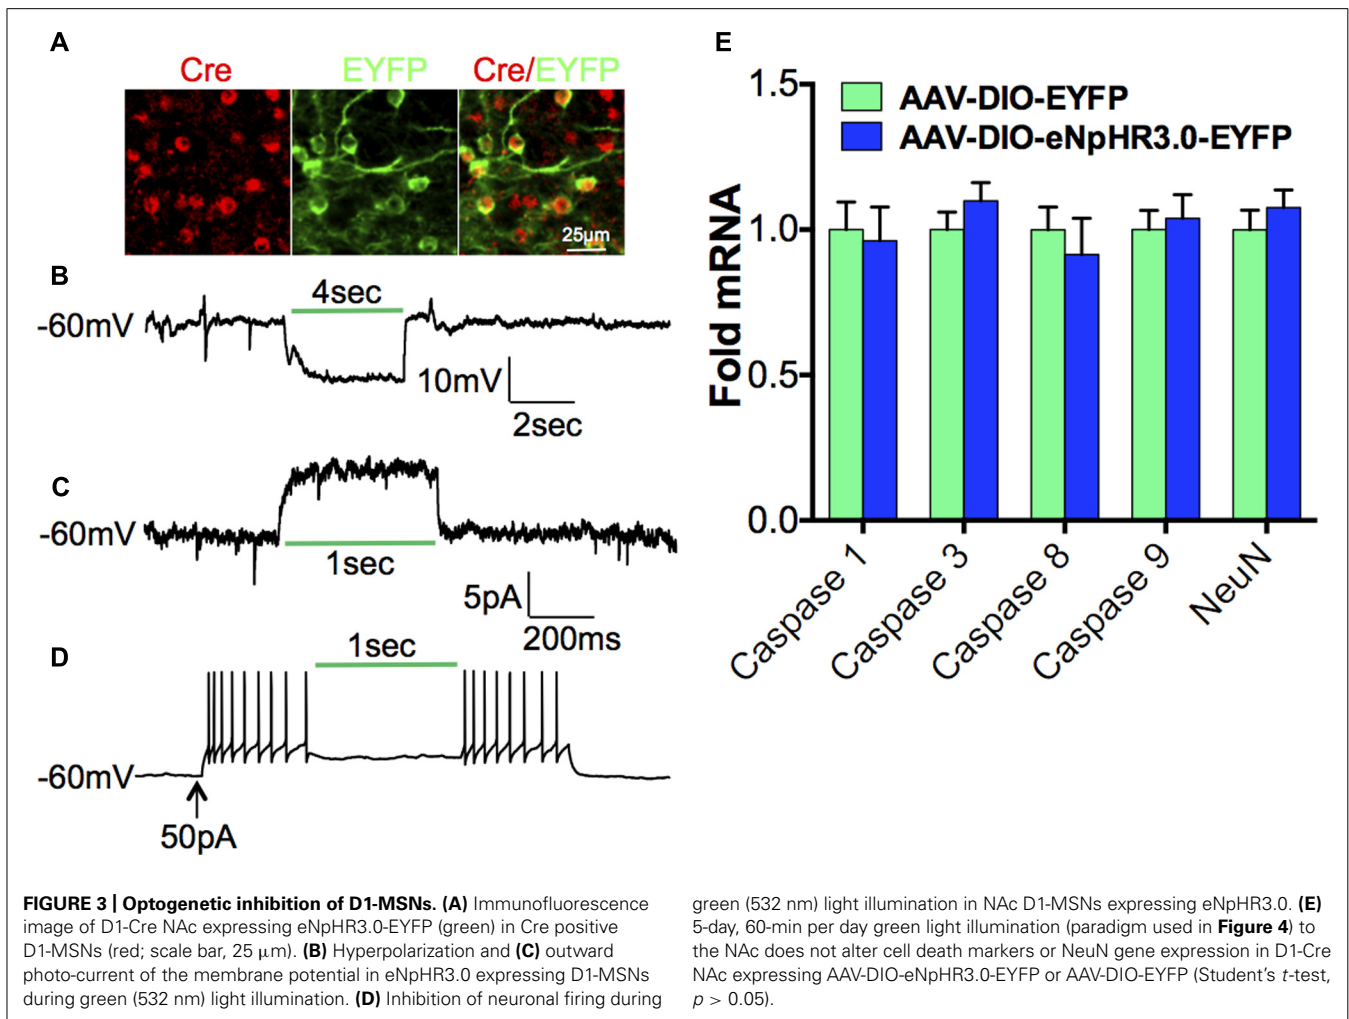 A
Cre
EYFP
Cre/EYFP
25µm
B
4sec
-60mV
10mV
2sec
C
-60mV
1sec
5pA
200ms
D
1sec
-60mV
50pA
E
AAV-DIO-EYFP
AAV-DIO-eNpHR3.0-EYFP
Fold mRNA
1.5
1.0
0.5
0.0
Caspase 1
Caspase 3
Caspase 8
Caspase 9
NeuN
FIGURE 3 | Optogenetic inhibition of D1-MSNs. (A) Immunofluorescence
image of D1-Cre NAc expressing eNpHR3.0-EYFP (green) in Cre positive
D1-MSNs (red; scale bar, 25 µm). (B) Hyperpolarization and (C) outward
photo-current of the membrane potential in eNpHR3.0 expressing D1-MSNs
during green (532 nm) light illumination. (D) Inhibition of neuronal firing during
green (532 nm) light illumination in NAc D1-MSNs expressing eNpHR3.0. (E)
5-day, 60-min per day green light illumination (paradigm used in Figure 4) to
the NAc does not alter cell death markers or NeuN gene expression in D1-Cre
NAc expressing AAV-DIO-eNpHR3.0-EYFP or AAV-DIO-EYFP (Student's t-test,
p > 0.05).